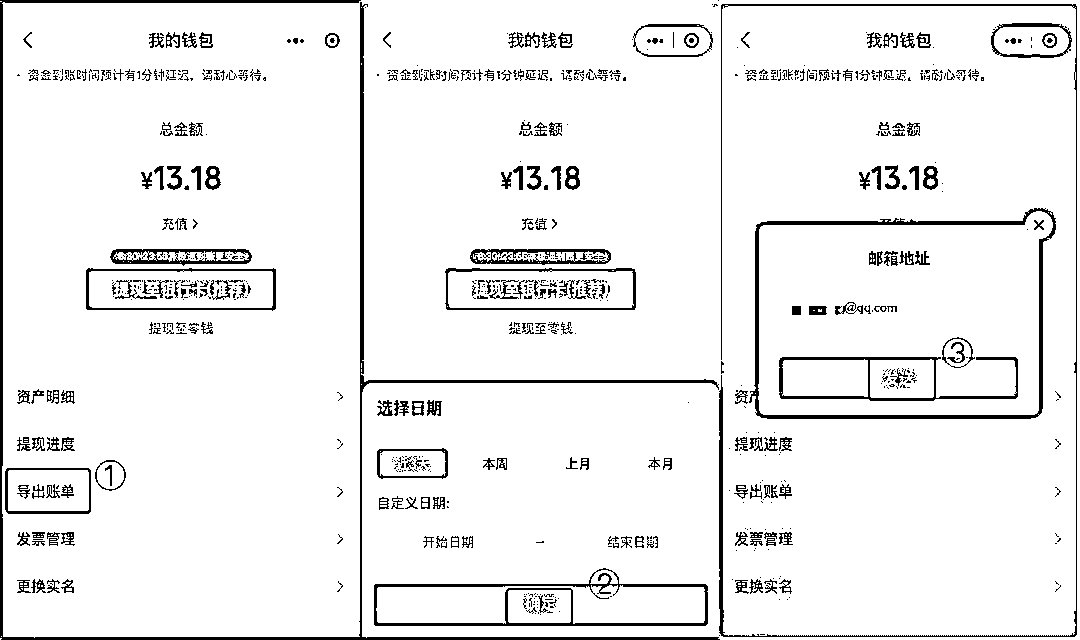 我的钱包
· 资金到账时间预计有1分钟延迟，请耐心等待。
总金额
¥13.18
充值 >
提现至银行卡(推荐)
提现至零钱
资产明细 >
提现进度 >
导出账单 >
①
发票管理 >
更换实名 >
我的钱包
· 资金到账时间预计有1分钟延迟，请耐心等待。
总金额
¥13.18
充值 >
提现至银行卡(推荐)
提现至零钱
选择日期
本周
上月
本月
自定义日期:
开始日期 – 结束日期
②
确定
我的钱包
· 资金到账时间预计有1分钟延迟，请耐心等待。
总金额
¥13.18
邮箱地址
@qq.com
③
发送
资产
提现进度 >
导出账单 >
发票管理 >
更换实名 >